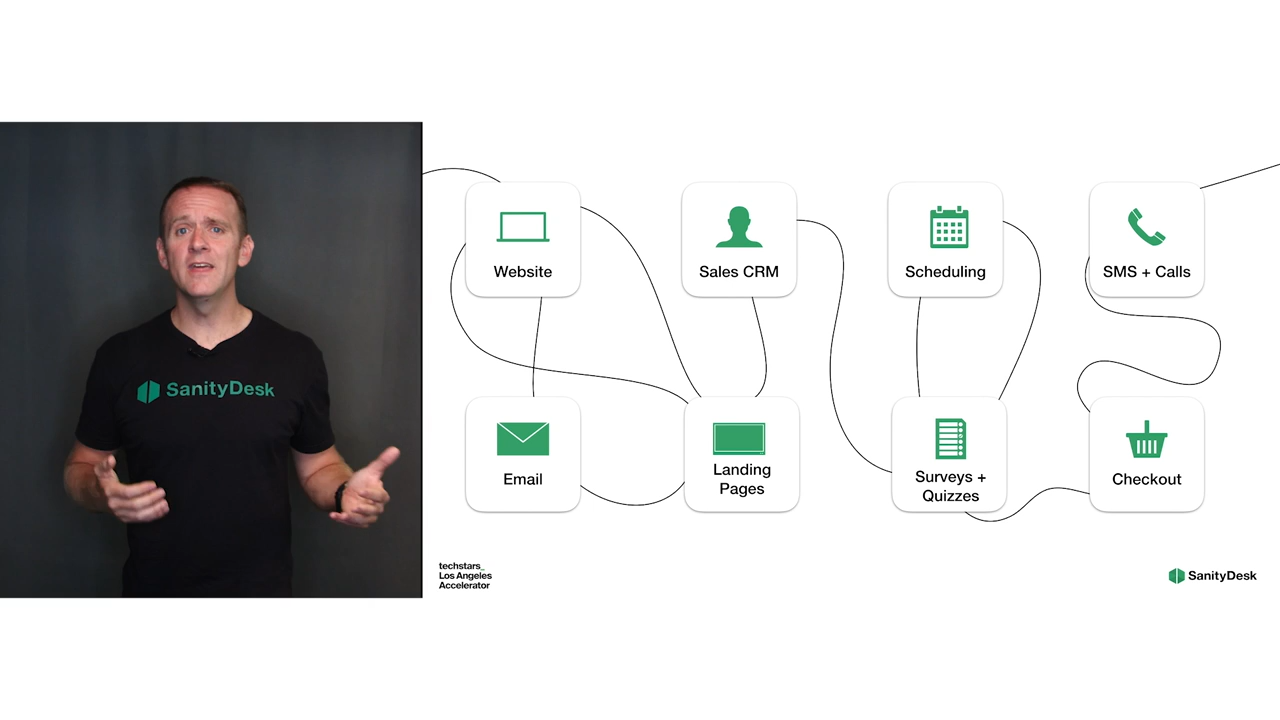 SanityDesk
Website
Sales CRM
Scheduling
SMS + Calls
Email
Landing
Pages
Surveys +
Quizzes
Checkout
techstars_
Los Angeles
Accelerator
SanityDesk